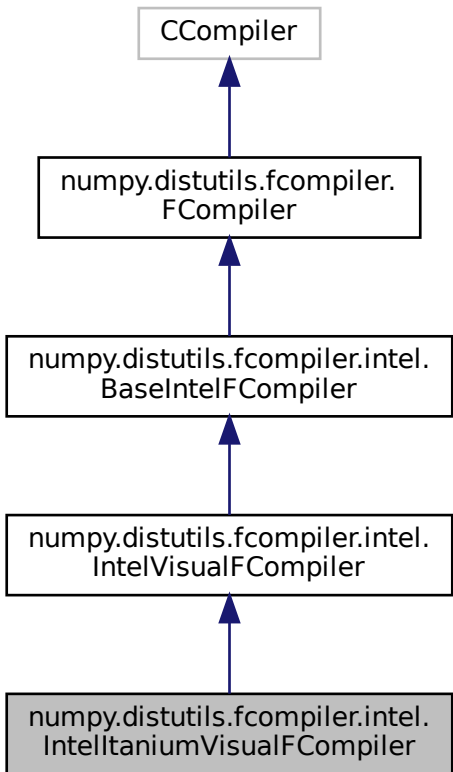 CCompiler
numpy.distutils.fcompiler.
FCompiler
numpy.distutils.fcompiler.intel.
BaseIntelFCompiler
numpy.distutils.fcompiler.intel.
IntelVisualFCompiler
numpy.distutils.fcompiler.intel.
IntelItaniumVisualFCompiler